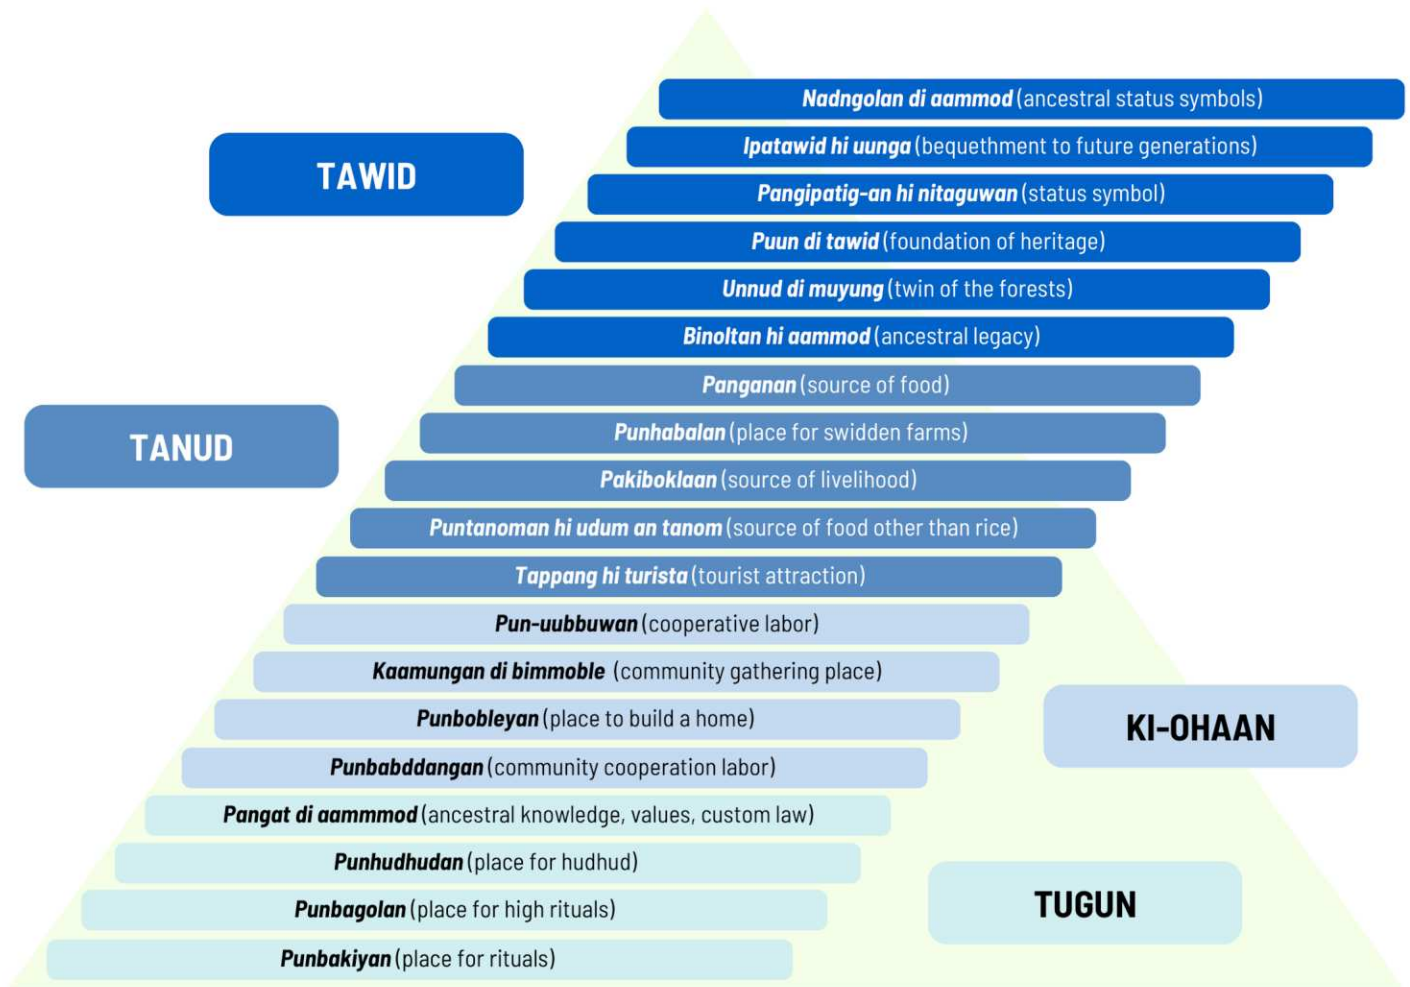 Nadngolan di aammod (ancestral status symbols)
Ipatawid hi uunga (bequethment to future generations)
TAWID
Pangipatig-an hi nitaguwan (status symbol)
Puun di tawid (foundation of heritage)
Unnud di muyung (twin of the forests)
Binoltan hi aammod (ancestral legacy)
Panganan (source of food)
Punhabalan (place for swidden farms)
TANUD
Pakiboklaan (source of livelihood)
Puntanoman hi udum an tanom (source of food other than rice)
Tappang hi turista (tourist attraction)
Pun-uubbuwan (cooperative labor)
Kaamungan di bimmoble (community gathering place)
Punbobleyan (place to build a home)
KI-OHAAN
Punbabddangan (community cooperation labor)
Pangat di aammmod (ancestral knowledge, values, custom law)
Punhudhudan (place for hudhud)
Punbagolan (place for high rituals)
TUGUN
Punbakiyan (place for rituals)